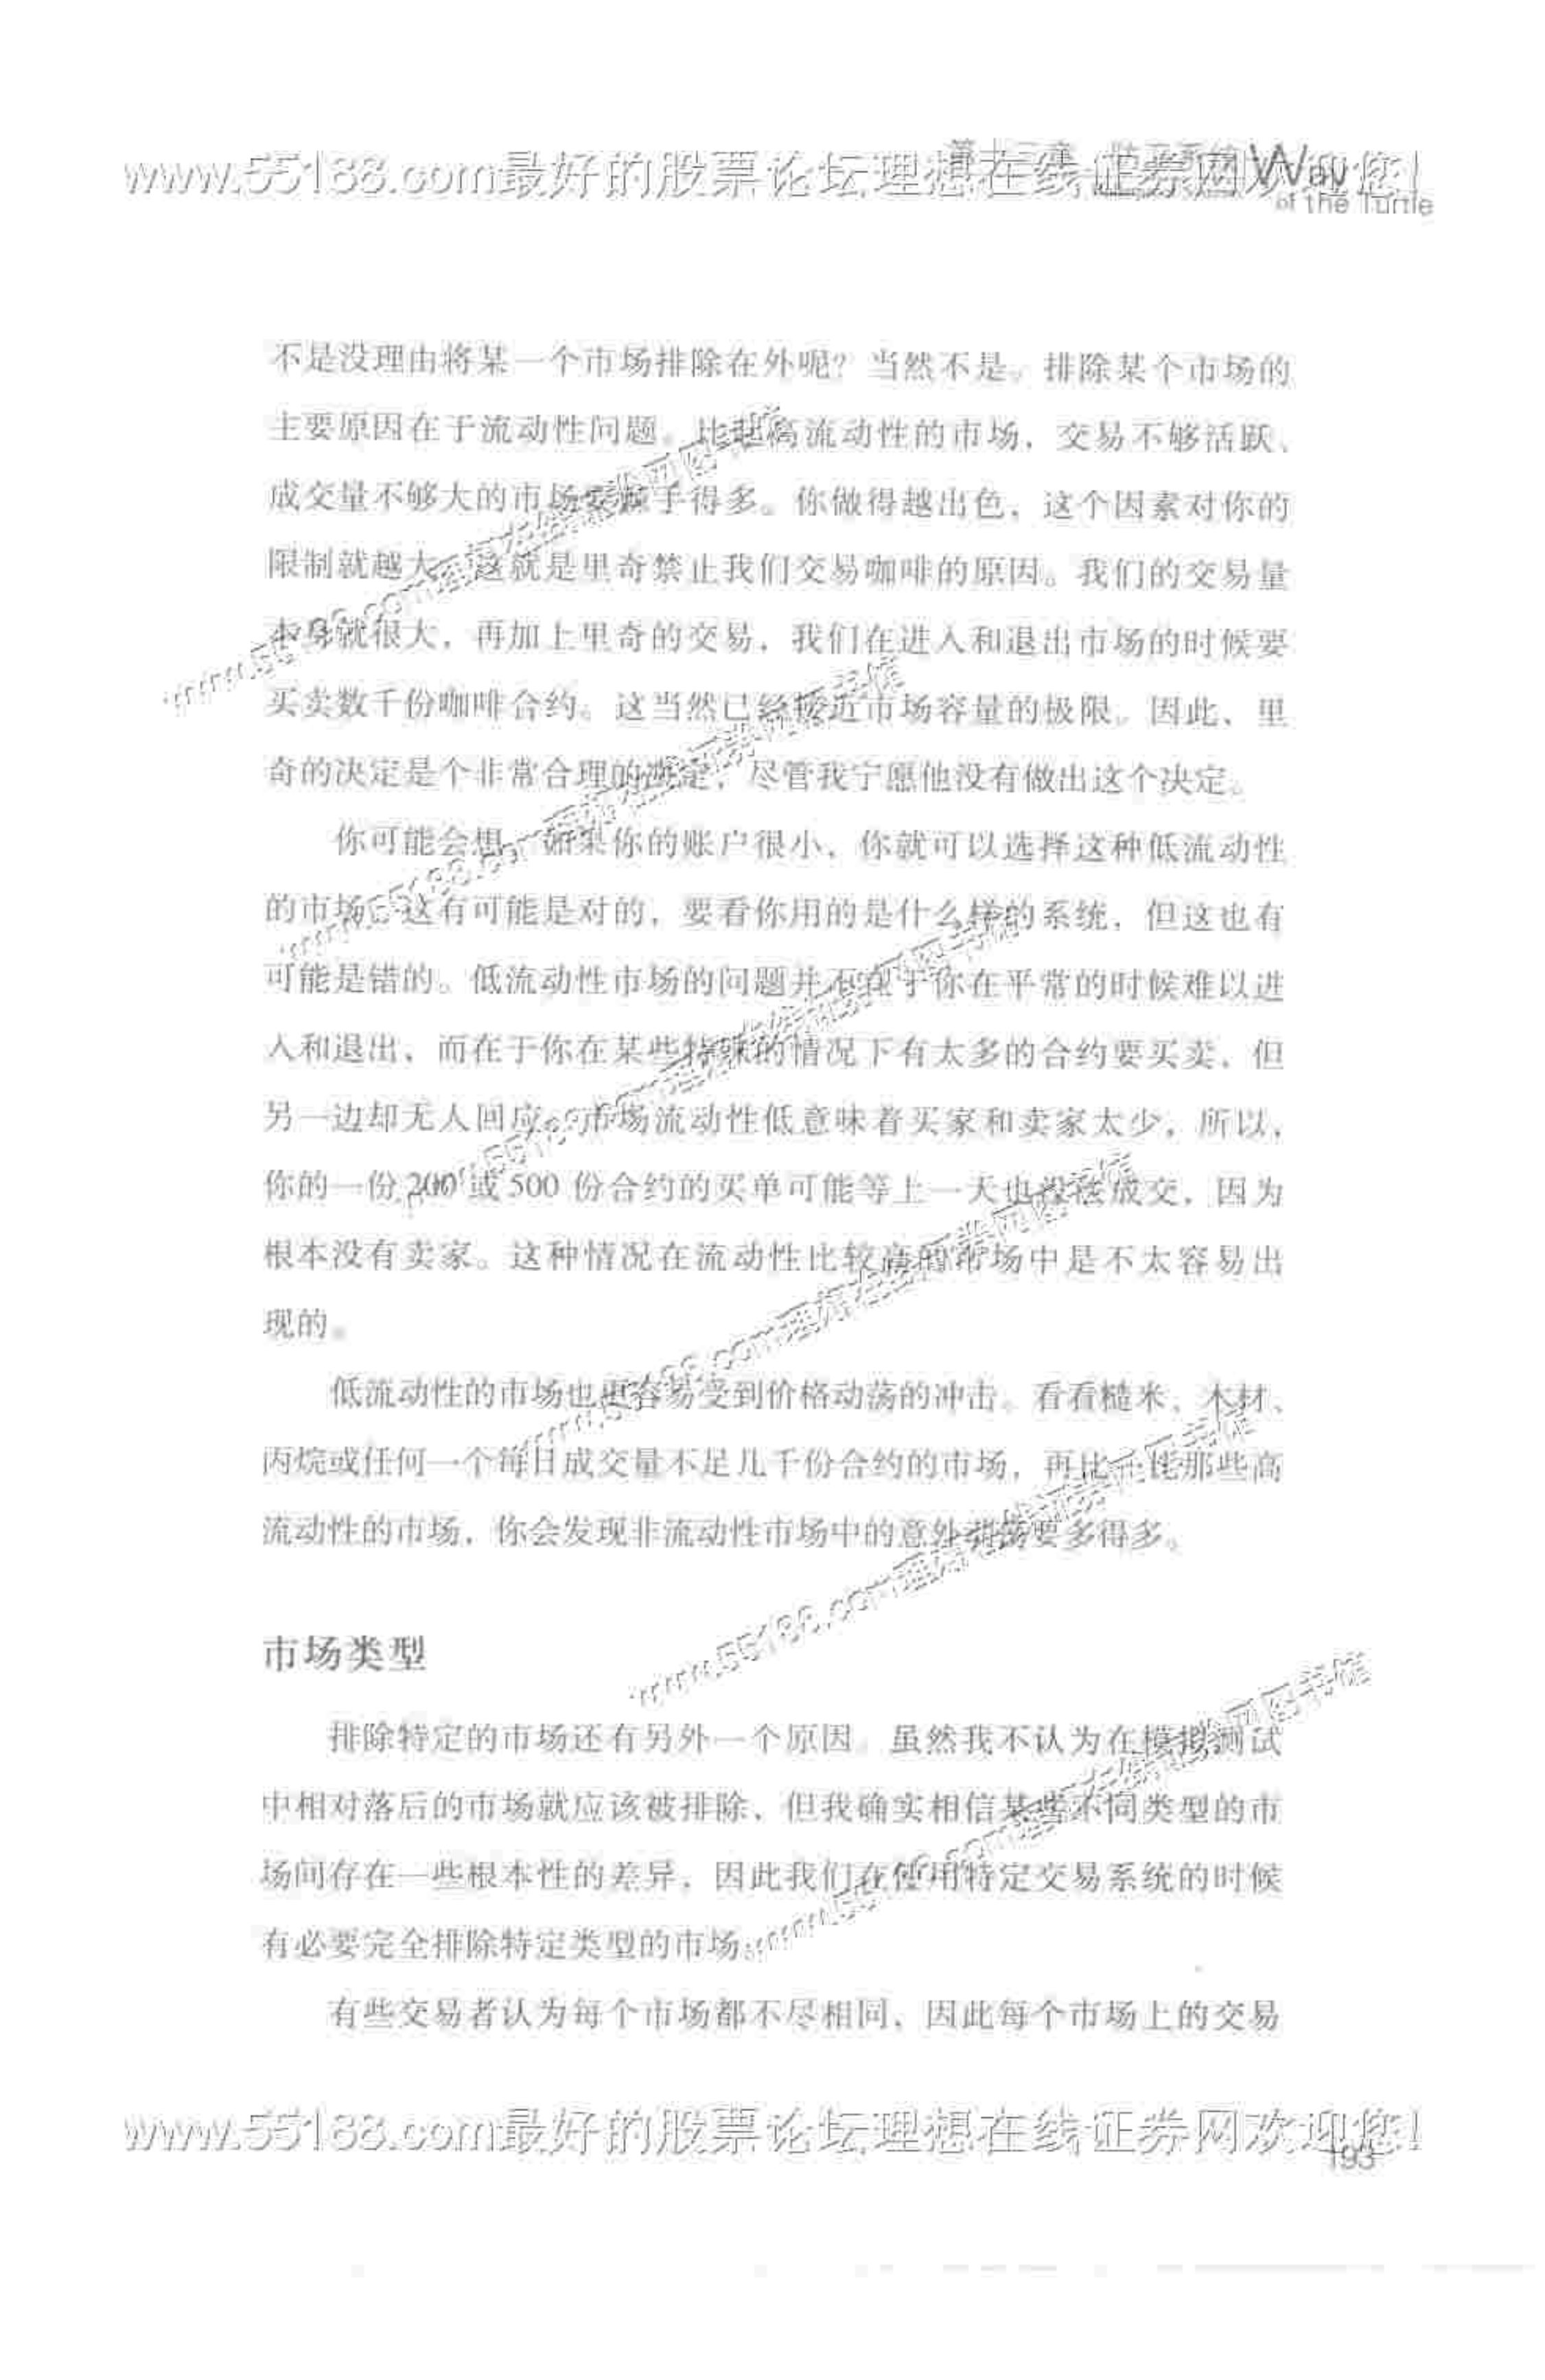 www.55188.com最好的股票论坛理想在线证券网欢迎您!
第十三章 防弹系统
Way
of the Turtle
不是没理由将某一个市场排除在外呢?当然不是。排除某个市场的
主要原因在于流动性问题。比起高流动性的市场,交易不够活跃、
成交量不够大的市场要棘手得多。你做得越出色,这个因素对你的
限制就越大。这就是里奇禁止我们交易咖啡的原因。我们的交易量
本身就很大,再加上里奇的交易,我们在进入和退出市场的时候要
买卖数千份咖啡合约。这当然已经接近市场容量的极限。因此,里
奇的决定是个非常合理的决定,尽管我宁愿他没有做出这个决定。
你可能会想,如果你的账户很小,你就可以选择这种低流动性
的市场。这有可能是对的,要看你用的是什么样的系统,但这也有
可能是错的。低流动性市场的问题并不在于你在平常的时候难以进
入和退出,而在于你在某些特殊的情况下有太多的合约要买卖,但
另一边却无人回应。市场流动性低意味着买家和卖家太少,所以,
你的一份200或500份合约的买单可能等上一天也没法成交,因为
根本没有卖家。这种情况在流动性比较高的市场中是不太容易出
现的。
低流动性的市场也更容易受到价格动荡的冲击。看看糙米、木材、
丙烷或任何一个每日成交量不足几千份合约的市场,再比一比那些高
流动性的市场,你会发现非流动性市场中的意外动荡要多得多。
市场类型
排除特定的市场还有另外一个原因。虽然我不认为在模拟测试
中相对落后的市场就应该被排除,但我确实相信某些不同类型的市
场间存在一些根本性的差异,因此我们在使用特定交易系统的时候
有必要完全排除特定类型的市场。
有些交易者认为每个市场都不尽相同,因此每个市场上的交易
www.55188.com最好的股票论坛理想在线证券网欢迎您!
193